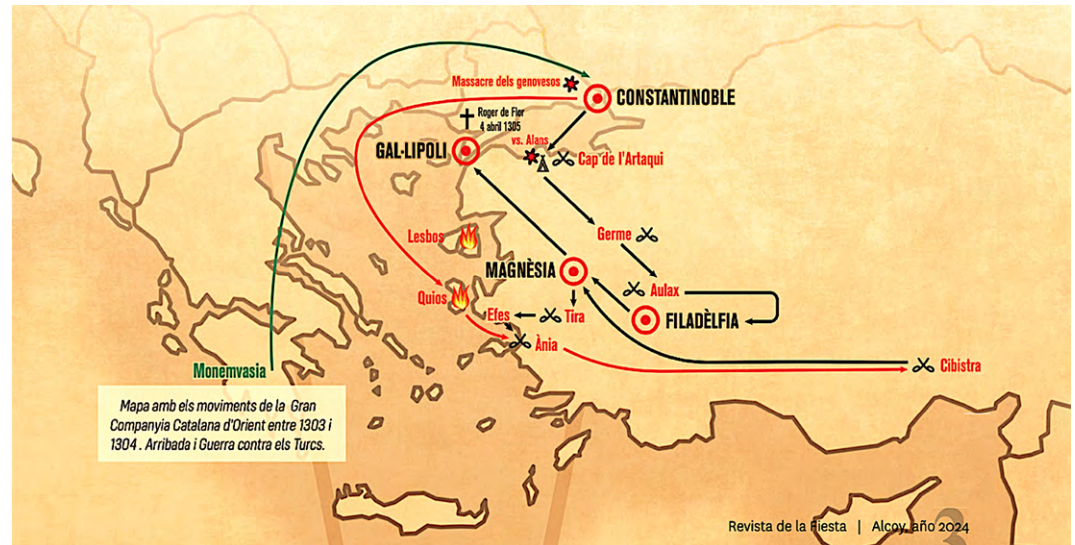 Massacre dels genovesos
CONSTANTINOBLE
Roger de Flor
4 abril 1305
vs. Alans
GAL·LIPOLI
Cap de l'Artaqui
Germe
Lesbos
MAGNÈSIA
Aulax
Quios
Efes
Tira
FILADÈLFIA
Ània
Monemvasia
Cibistra
Mapa amb els moviments de la Gran
Companyia Catalana d'Orient entre 1303 i
1304 . Arribada i Guerra contra els Turcs.
Revista de la Fiesta | Alcoy, año 2024